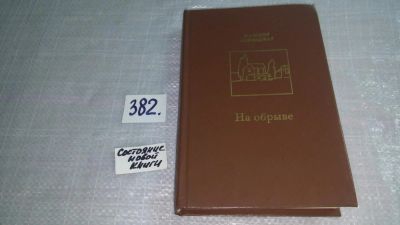 382.
Состояние
новой
книги
На обрыве